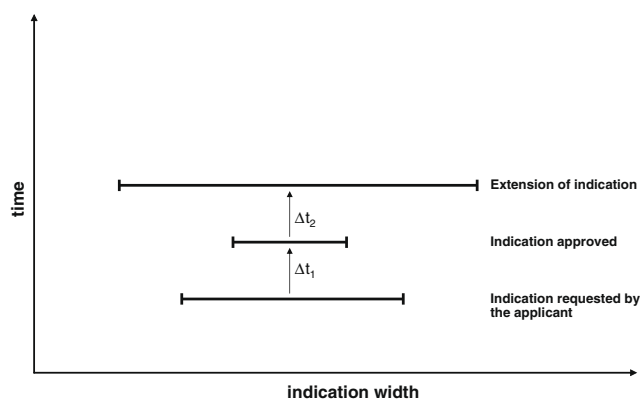 time
Extension of indication
Δt2
Indication approved
Δt1
Indication requested by
the applicant
indication width